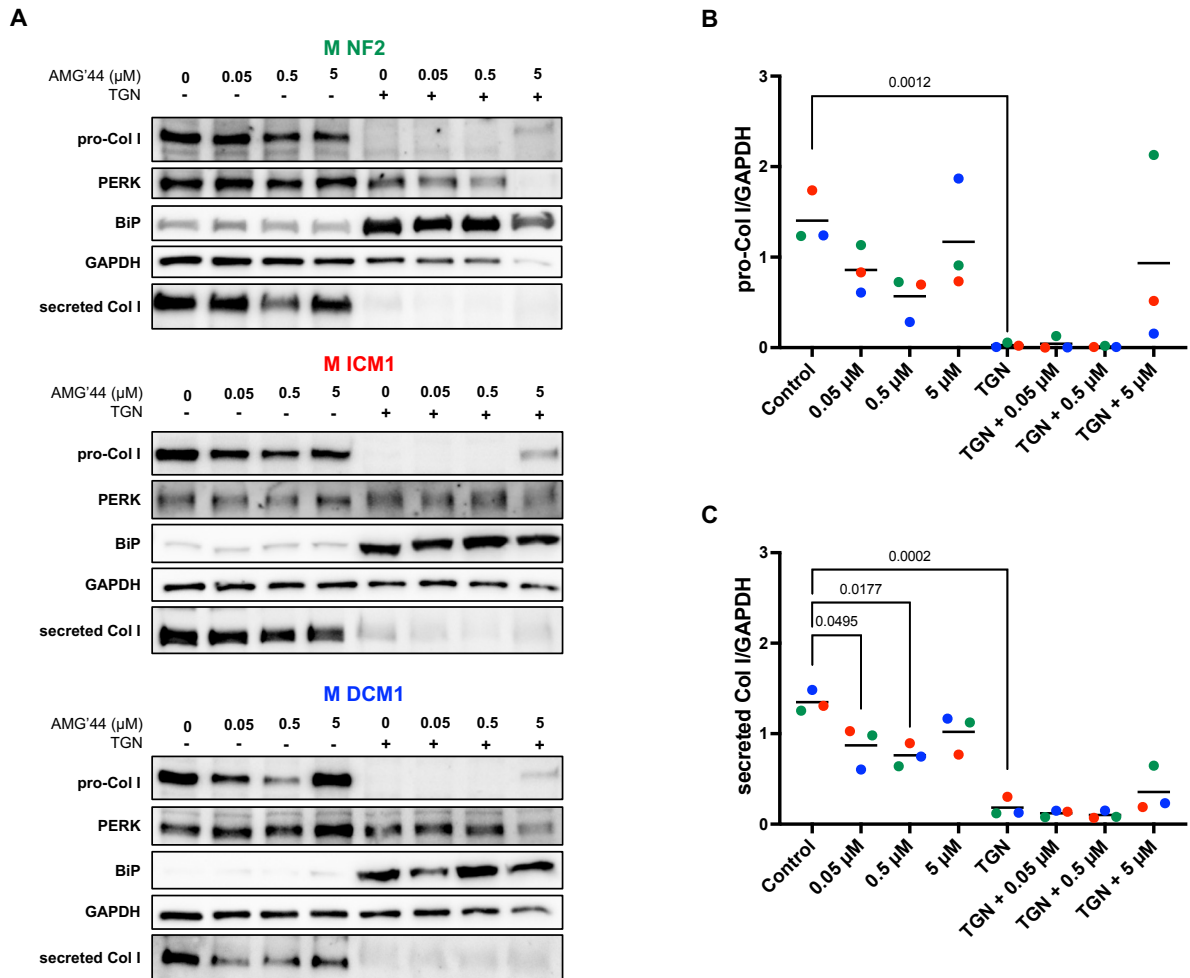 A
M NF2
AMG'44 (µM) 0 0.05 0.5 5 0 0.05 0.5 5
TGN - - - - + + + +
pro-Col I
PERK
BiP
GAPDH
secreted Col I
M ICM1
AMG'44 (µM) 0 0.05 0.5 5 0 0.05 0.5 5
TGN - - - - + + + +
pro-Col I
PERK
BiP
GAPDH
secreted Col I
M DCM1
AMG'44 (µM) 0 0.05 0.5 5 0 0.05 0.5 5
TGN - - - - + + + +
pro-Col I
PERK
BiP
GAPDH
secreted Col I
B
pro-Col I/GAPDH
3
2
1
0
0.0012
Control
0.05 µM
0.5 µM
5 µM
TGN
TGN + 0.05 µM
TGN + 0.5 µM
TGN + 5 µM
C
secreted Col I/GAPDH
3
2
1
0
0.0002
0.0177
0.0495
Control
0.05 µM
0.5 µM
5 µM
TGN
TGN + 0.05 µM
TGN + 0.5 µM
TGN + 5 µM